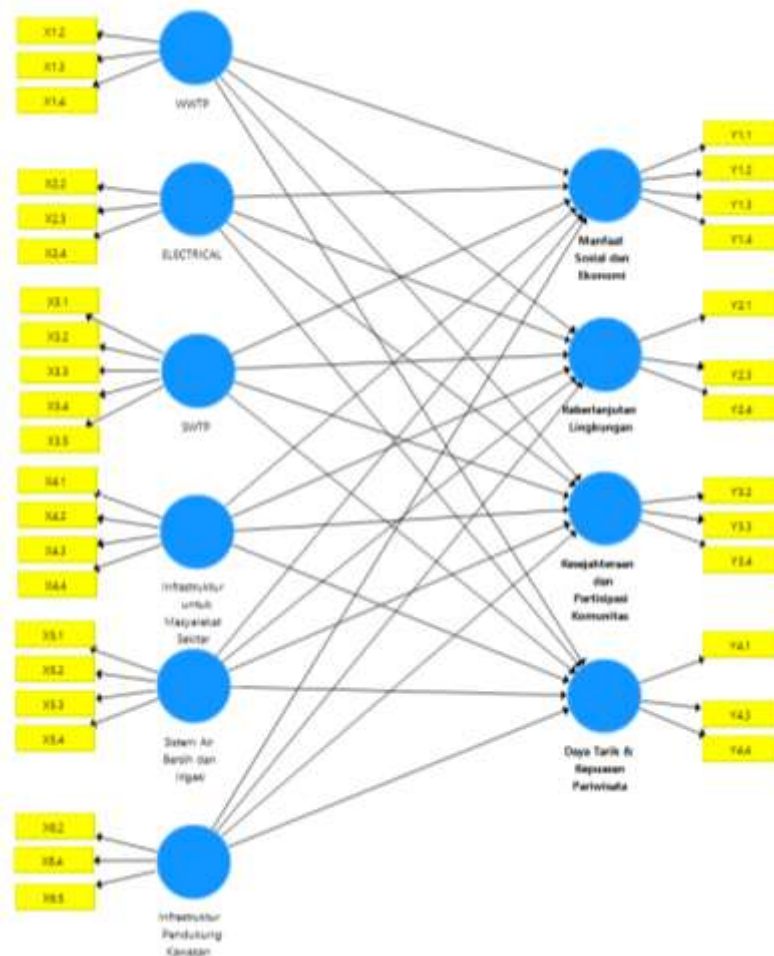 X1.2
X1.3
X1.4
WWTP
X2.2
X2.3
X2.4
ELECTRICAL
X3.1
X3.2
X3.3
X3.4
X3.5
SWTP
X4.1
X4.2
X4.3
X4.4
Infrastruktur
untuk
Masyarakat
Sekitar
X5.1
X5.2
X5.3
X5.4
Sistem Air
Bersih dan
Irigasi
X6.2
X6.4
X6.5
Infrastruktur
Pendukung
Kawasan
Y1.1
Y1.2
Y1.3
Y1.4
Manfaat
Sosial dan
Ekonomi
Y2.1
Y2.3
Y2.4
Keberlanjutan
Lingkungan
Y3.2
Y3.3
Y3.4
Kesejahteraan
dan
Partisipasi
Komunitas
Y4.1
Y4.3
Y4.4
Daya Tarik &
Kepuasan
Pariwisata